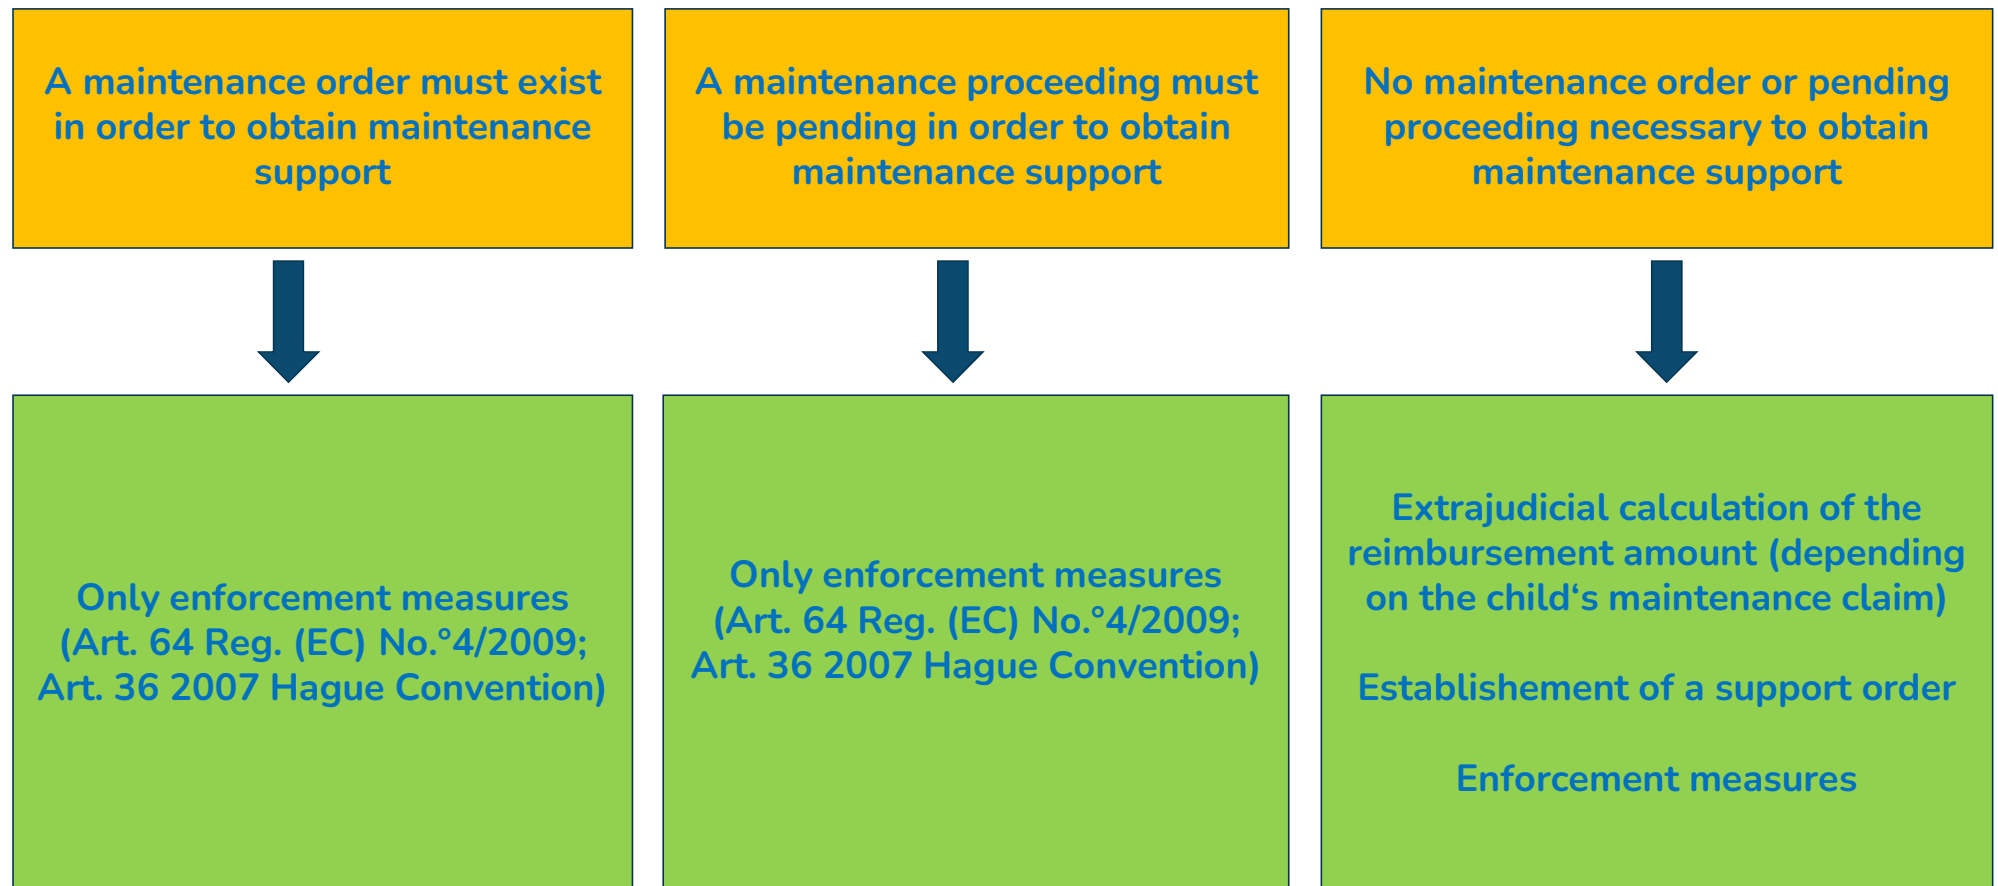 A maintenance order must exist
in order to obtain maintenance
support
A maintenance proceeding must
be pending in order to obtain
maintenance support
No maintenance order or pending
proceeding necessary to obtain
maintenance support
Only enforcement measures
(Art. 64 Reg. (EC) No.°4/2009;
Art. 36 2007 Hague Convention)
Only enforcement measures
(Art. 64 Reg. (EC) No.°4/2009;
Art. 36 2007 Hague Convention)
Extrajudicial calculation of the
reimbursement amount (depending
on the child‘s maintenance claim)
Establishement of a support order
Enforcement measures